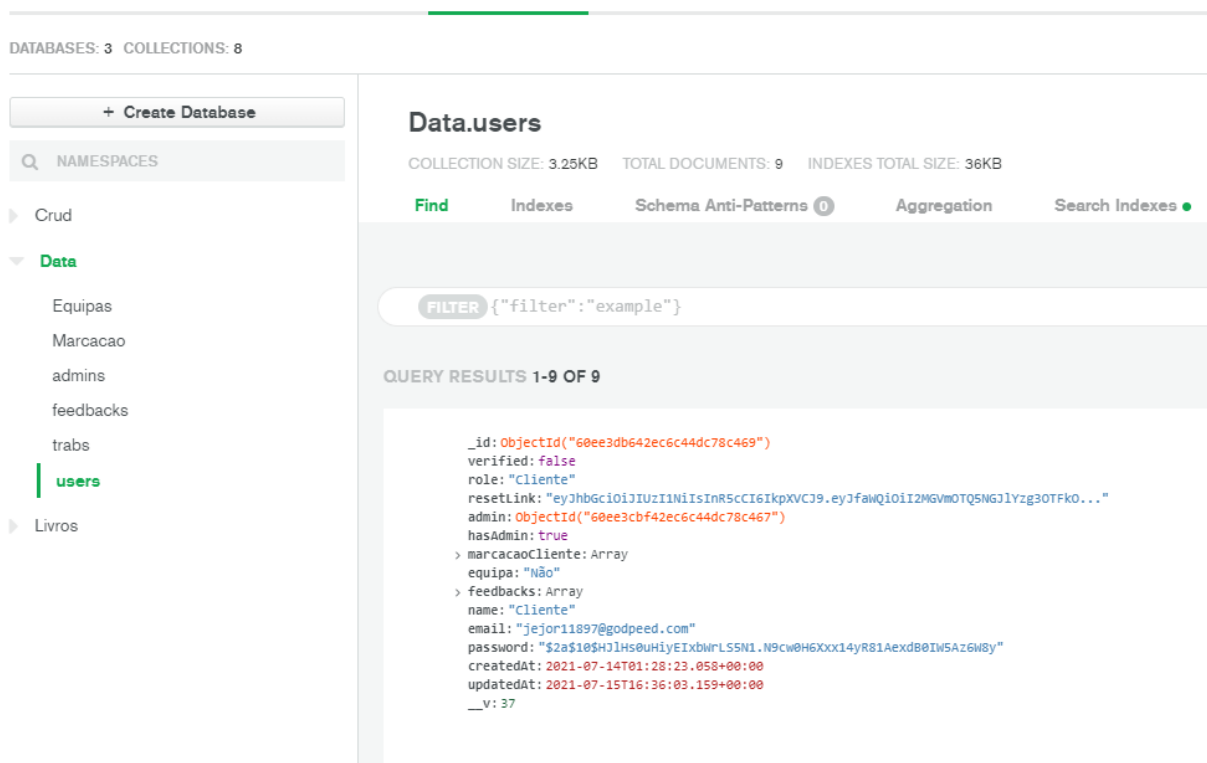 DATABASES: 3 COLLECTIONS: 8
+ Create Database
NAMESPACES
Crud
Data
Equipas
Marcacao
admins
feedbacks
trabs
users
Livros
Data.users
COLLECTION SIZE: 3.25KB TOTAL DOCUMENTS: 9 INDEXES TOTAL SIZE: 36KB
Find Indexes Schema Anti-Patterns 0 Aggregation Search Indexes
FILTER {"filter":"example"}
QUERY RESULTS 1-9 OF 9
_id: ObjectId("60ee3db642ec6c44dc78c469")
verified: false
role: "Cliente"
resetLink: "eyJhbGciOiJIUzI1NiIsInR5cCI6IkpXVCJ9.eyJfaWQiOiI2MGVmOTQ5NGJlYzg3OTFkO..."
admin: ObjectId("60ee3cbf42ec6c44dc78c467")
hasAdmin: true
> marcacaoCliente: Array
equipa: "Não"
> feedbacks: Array
name: "Cliente"
email: "jejor11897@godpeed.com"
password: "$2a$10$HJlHs0uHiyEIxbWrLS5N1.N9cw0H6Xxx14yR81AexdB0IW5Az6W8y"
createdAt: 2021-07-14T01:28:23.058+00:00
updatedAt: 2021-07-15T16:36:03.159+00:00
__v: 37